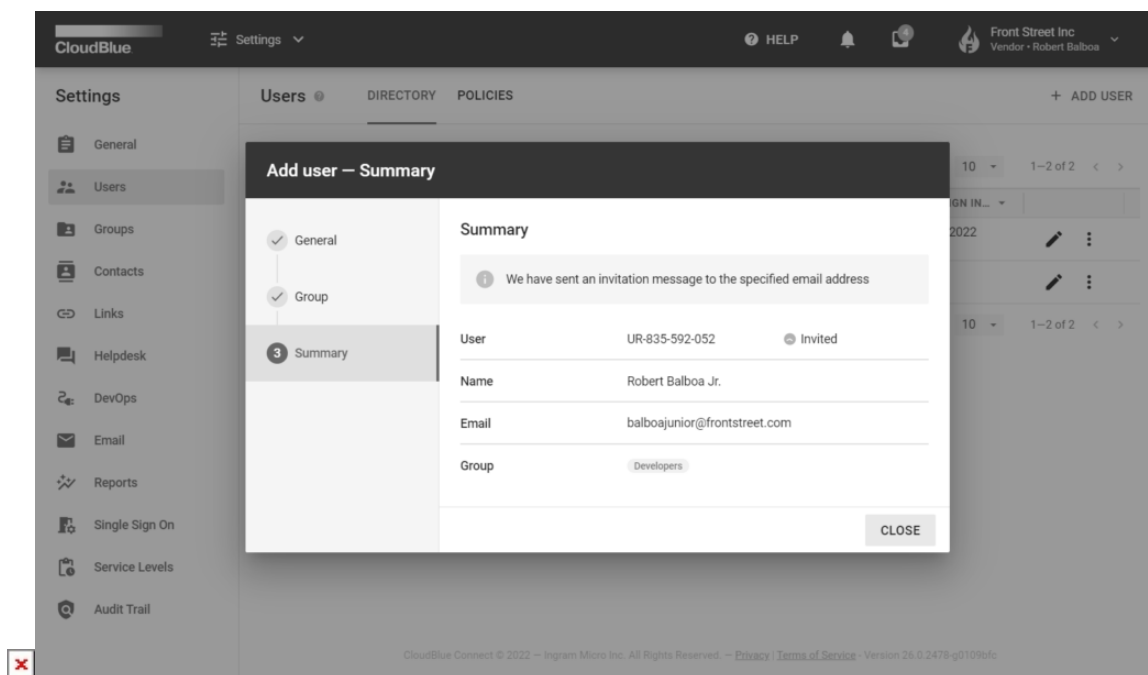 CloudBlue
Settings
HELP
4
Front Street Inc
Vendor • Robert Balboa
Settings
General
Users
Groups
Contacts
Links
Helpdesk
DevOps
Email
Reports
Single Sign On
Service Levels
Audit Trail
Users
DIRECTORY
POLICIES
+ ADD USER
10
1–2 of 2
GN IN...
2022
10
1–2 of 2
Add user — Summary
General
Group
3 Summary
Summary
We have sent an invitation message to the specified email address
User UR-835-592-052 Invited
Name Robert Balboa Jr.
Email balboajunior@frontstreet.com
Group Developers
CLOSE
CloudBlue Connect © 2022 — Ingram Micro Inc. All Rights Reserved. — Privacy | Terms of Service - Version 26.0.2478-g0109bfc